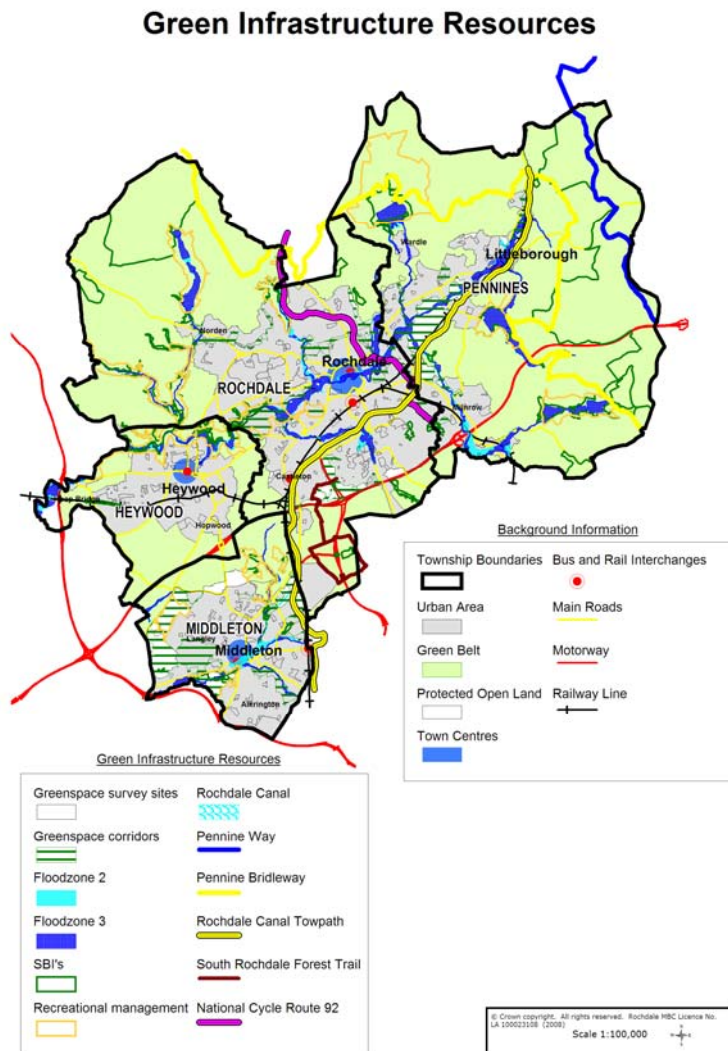 Green Infrastructure Resources
Wardle
Littleborough
PENNINES
Norden
Rochdale
ROCHDALE
Castleton
Heywood
HEYWOOD
Hopwood
MIDDLETON
Langley
Middleton
Alkrington
Background Information
Township Boundaries
Bus and Rail Interchanges
Urban Area
Main Roads
Green Belt
Motorway
Protected Open Land
Railway Line
Town Centres
Green Infrastructure Resources
Greenspace survey sites
Rochdale Canal
Greenspace corridors
Pennine Way
Floodzone 2
Pennine Bridleway
Floodzone 3
Rochdale Canal Towpath
SBI's
South Rochdale Forest Trail
Recreational management
National Cycle Route 92
© Crown copyright. All rights reserved. Rochdale MBC Licence No.
LA 100023108 (2008)
Scale 1:100,000